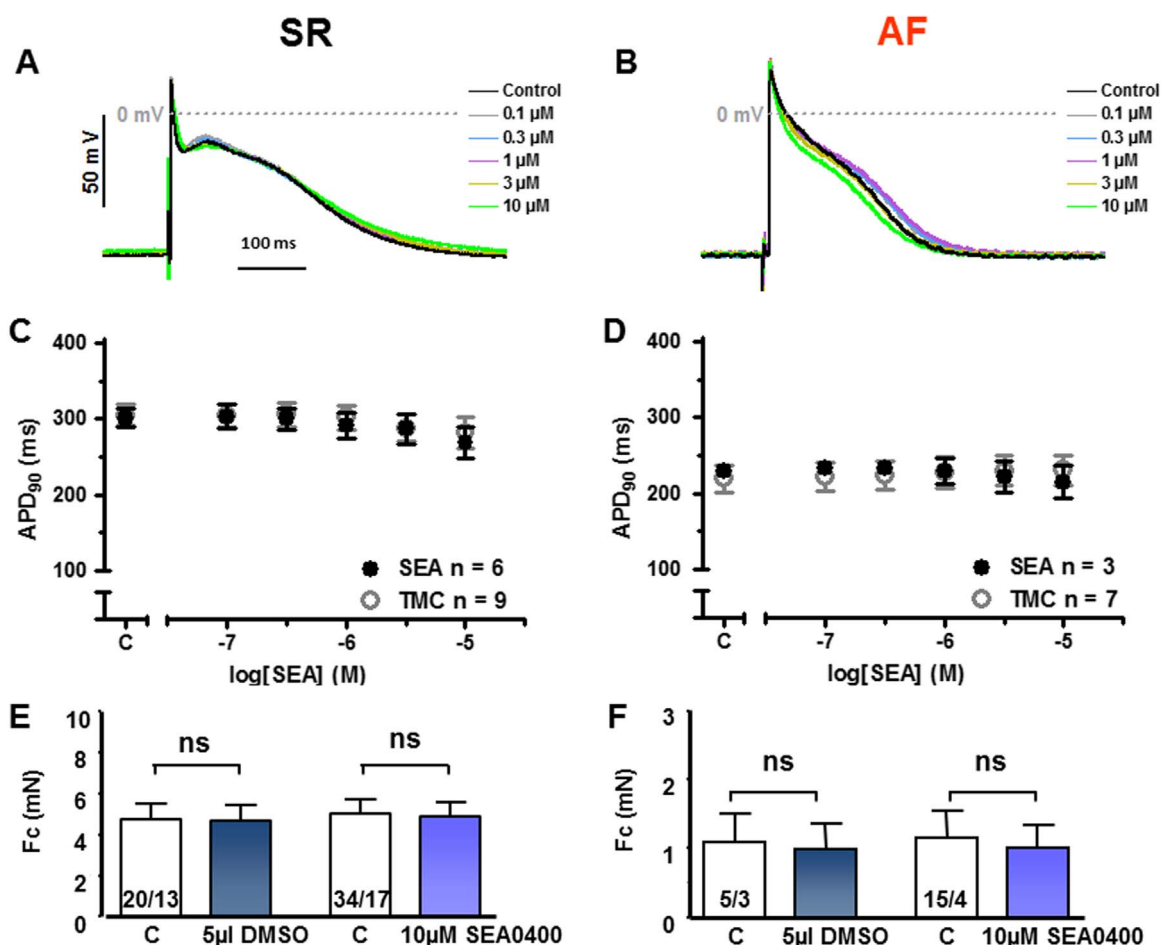 SR
AF
A
B
0 mV
50 mV
100 ms
Control
0.1 µM
0.3 µM
1 µM
3 µM
10 µM
0 mV
Control
0.1 µM
0.3 µM
1 µM
3 µM
10 µM
C
D
APD90 (ms)
400
300
200
100
SEA n = 6
TMC n = 9
C
-7
-6
-5
log[SEA] (M)
APD90 (ms)
400
300
200
100
SEA n = 3
TMC n = 7
C
-7
-6
-5
log[SEA] (M)
E
F
Fc (mN)
10
8
6
4
2
0
ns
ns
20/13
34/17
C
5µl DMSO
C
10µM SEA0400
Fc (mN)
3
2
1
0
ns
ns
5/3
15/4
C
5µl DMSO
C
10µM SEA0400